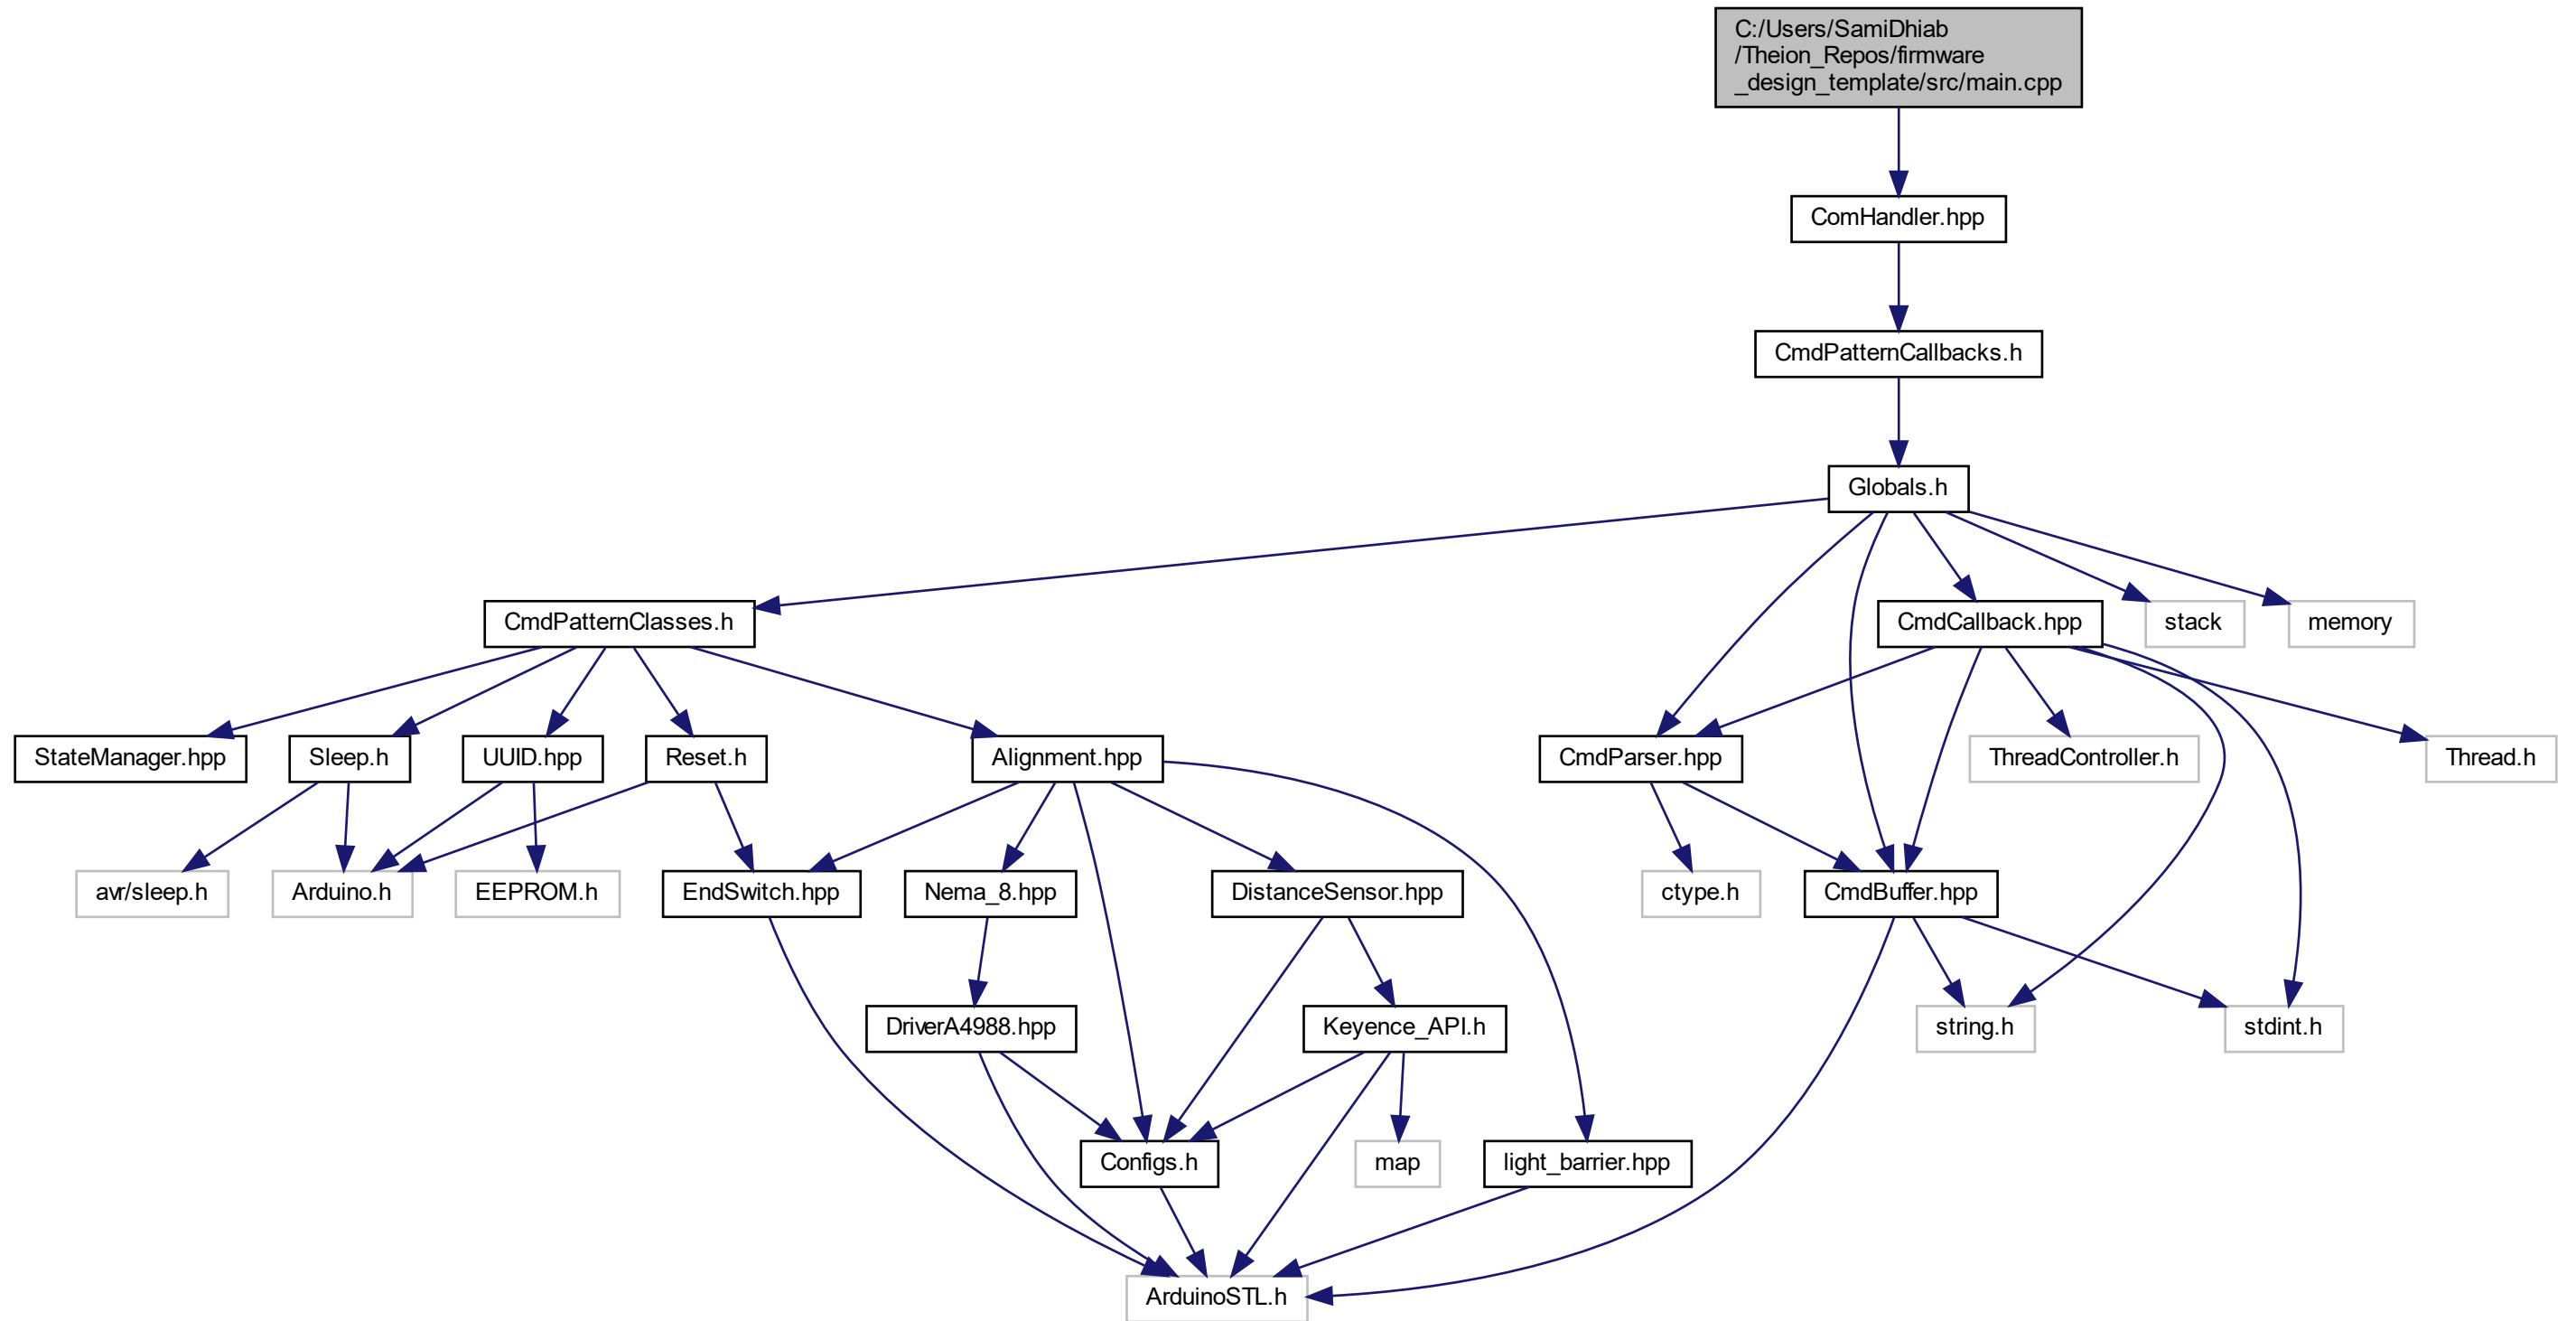 C:/Users/SamiDhiab
/Theion_Repos/firmware
_design_template/src/main.cpp
ComHandler.hpp
CmdPatternCallbacks.h
Globals.h
CmdPatternClasses.h
CmdCallback.hpp
stack
memory
StateManager.hpp
Sleep.h
UUID.hpp
Reset.h
Alignment.hpp
CmdParser.hpp
ThreadController.h
Thread.h
avr/sleep.h
Arduino.h
EEPROM.h
EndSwitch.hpp
Nema_8.hpp
DistanceSensor.hpp
ctype.h
CmdBuffer.hpp
DriverA4988.hpp
Keyence_API.h
string.h
stdint.h
Configs.h
map
light_barrier.hpp
ArduinoSTL.h